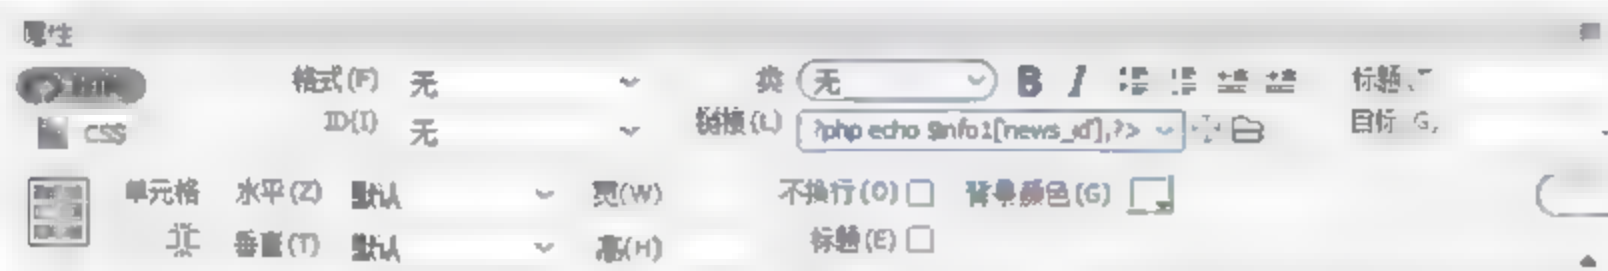 属性
格式(F) 无 类 无 B I 标题
CSS ID(I) 无 链接(L) ?php echo $info1[news_id];?> 目标 G
单元格 水平(Z) 默认 宽(W) 不换行(O) 背景颜色(G)
垂直(T) 默认 高(H) 标题(E)